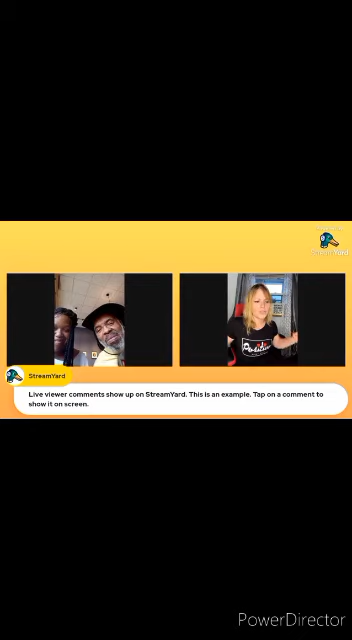 StreamYard
StreamYard
Live viewer comments show up on StreamYard. This is an example. Tap on a comment to
show it on screen.
PowerDirector